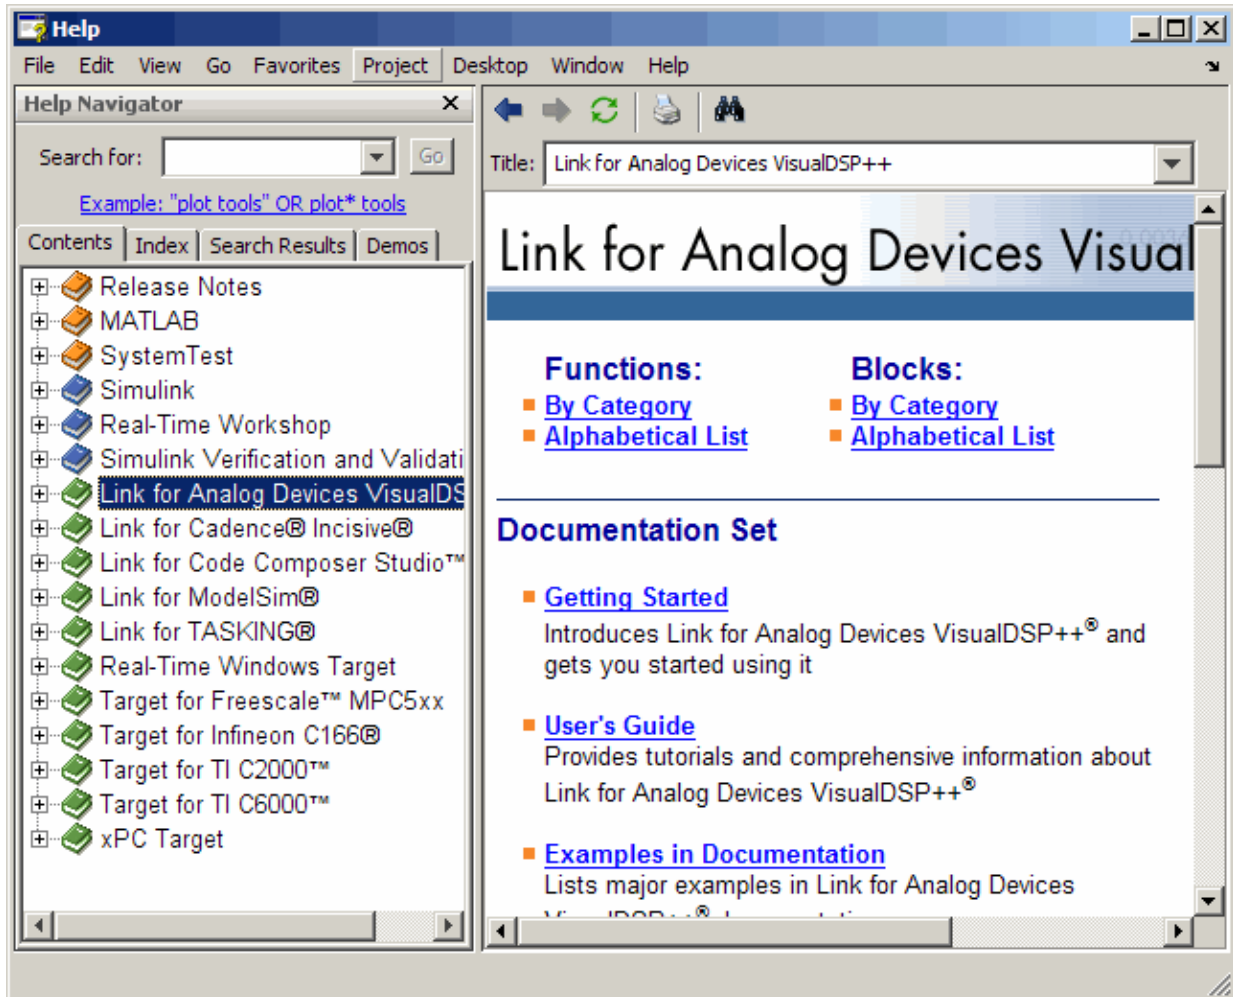 Help
File Edit View Go Favorites Project Desktop Window Help
Help Navigator
Search for: Go
Example: "plot tools" OR plot* tools
Contents Index Search Results Demos
Release Notes
MATLAB
SystemTest
Simulink
Real-Time Workshop
Simulink Verification and Validati
Link for Analog Devices VisualDS
Link for Cadence® Incisive®
Link for Code Composer Studio™
Link for ModelSim®
Link for TASKING®
Real-Time Windows Target
Target for Freescale™ MPC5xx
Target for Infineon C166®
Target for TI C2000™
Target for TI C6000™
xPC Target
Title: Link for Analog Devices VisualDSP++
Link for Analog Devices Visual
Functions: Blocks:
By Category By Category
Alphabetical List Alphabetical List
Documentation Set
Getting Started
Introduces Link for Analog Devices VisualDSP++® and
gets you started using it
User's Guide
Provides tutorials and comprehensive information about
Link for Analog Devices VisualDSP++®
Examples in Documentation
Lists major examples in Link for Analog Devices